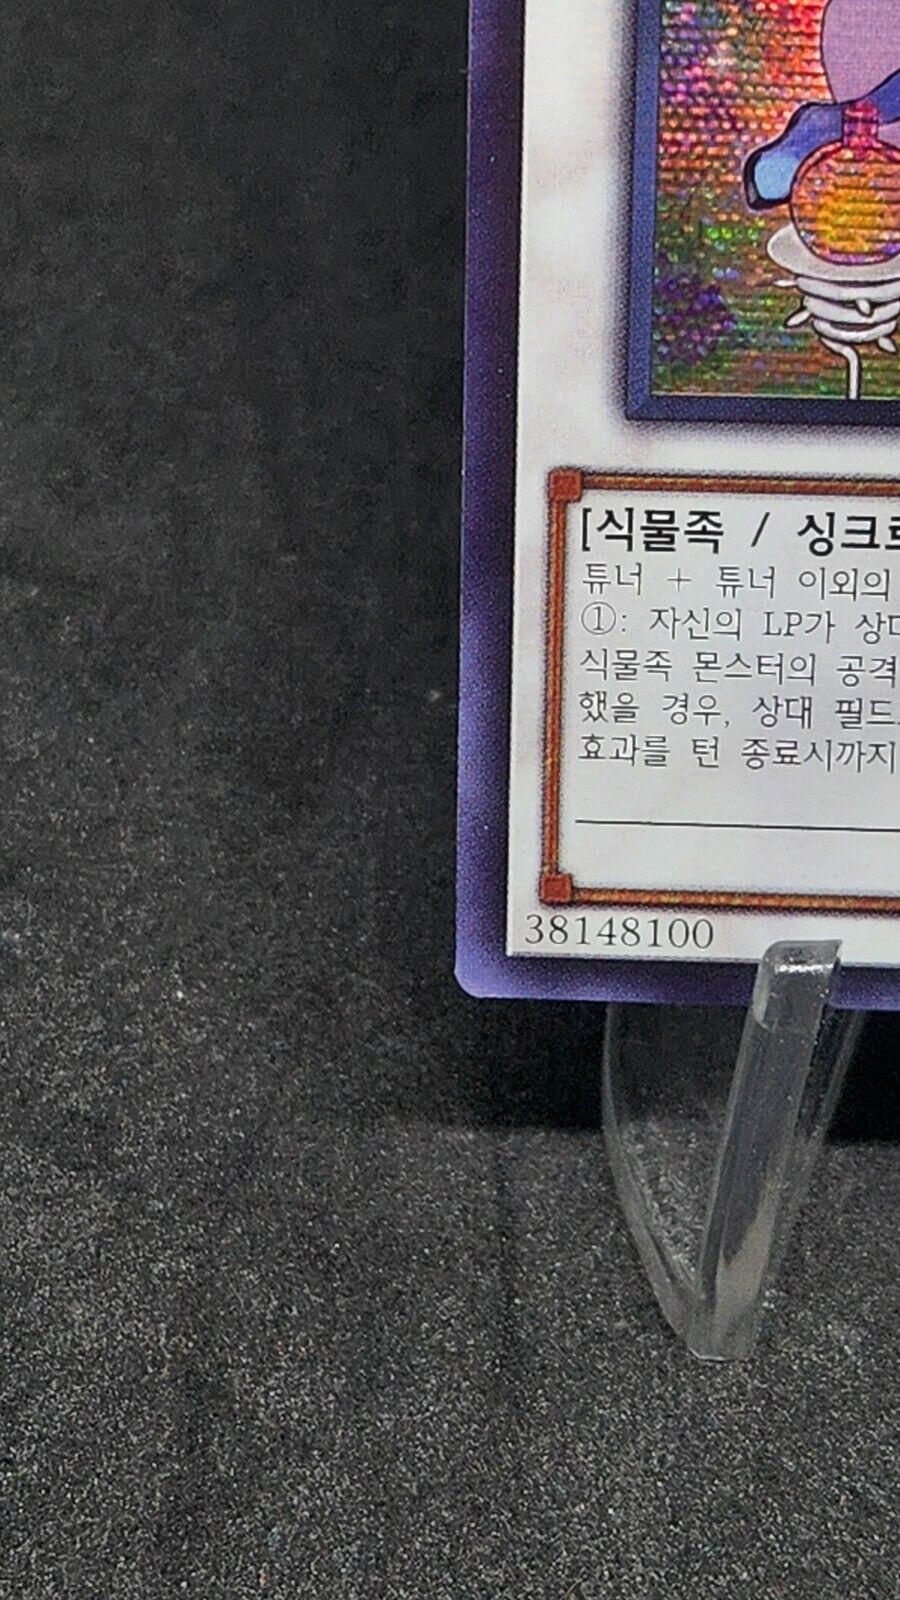 [식물족 / 싱크로
튜너 + 튜너 이외의
①: 자신의 LP가 상대
식물족 몬스터의 공격
했을 경우, 상대 필드
효과를 턴 종료시까지
38148100